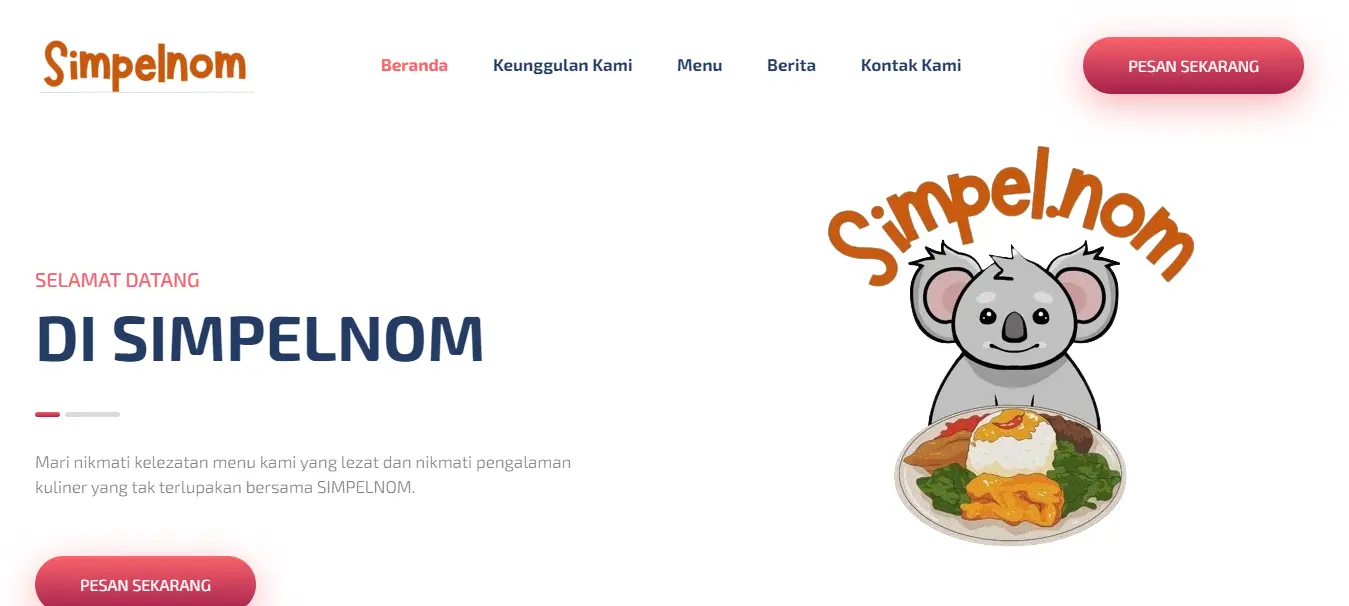 Simpelnom
Beranda
Keunggulan Kami
Menu
Berita
Kontak Kami
PESAN SEKARANG
Simpel.nom
SELAMAT DATANG
DI SIMPELNOM
Mari nikmati kelezatan menu kami yang lezat dan nikmati pengalaman
kuliner yang tak terlupakan bersama SIMPELNOM.
PESAN SEKARANG